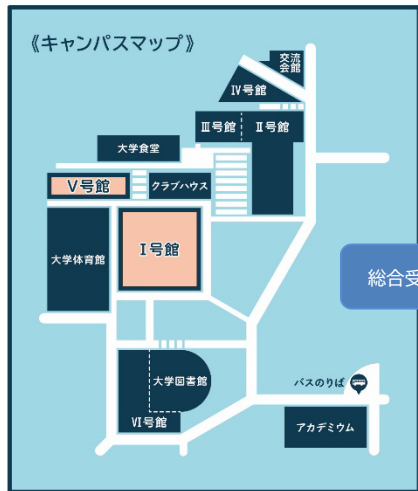 《キャンパスマップ》
交流
会館
Ⅳ号館
Ⅲ号館
Ⅱ号館
大学食堂
Ⅴ号館
クラブハウス
大学体育館
Ⅰ号館
総合受
大学図書館
バスのりば
Ⅵ号館
アカデミウム